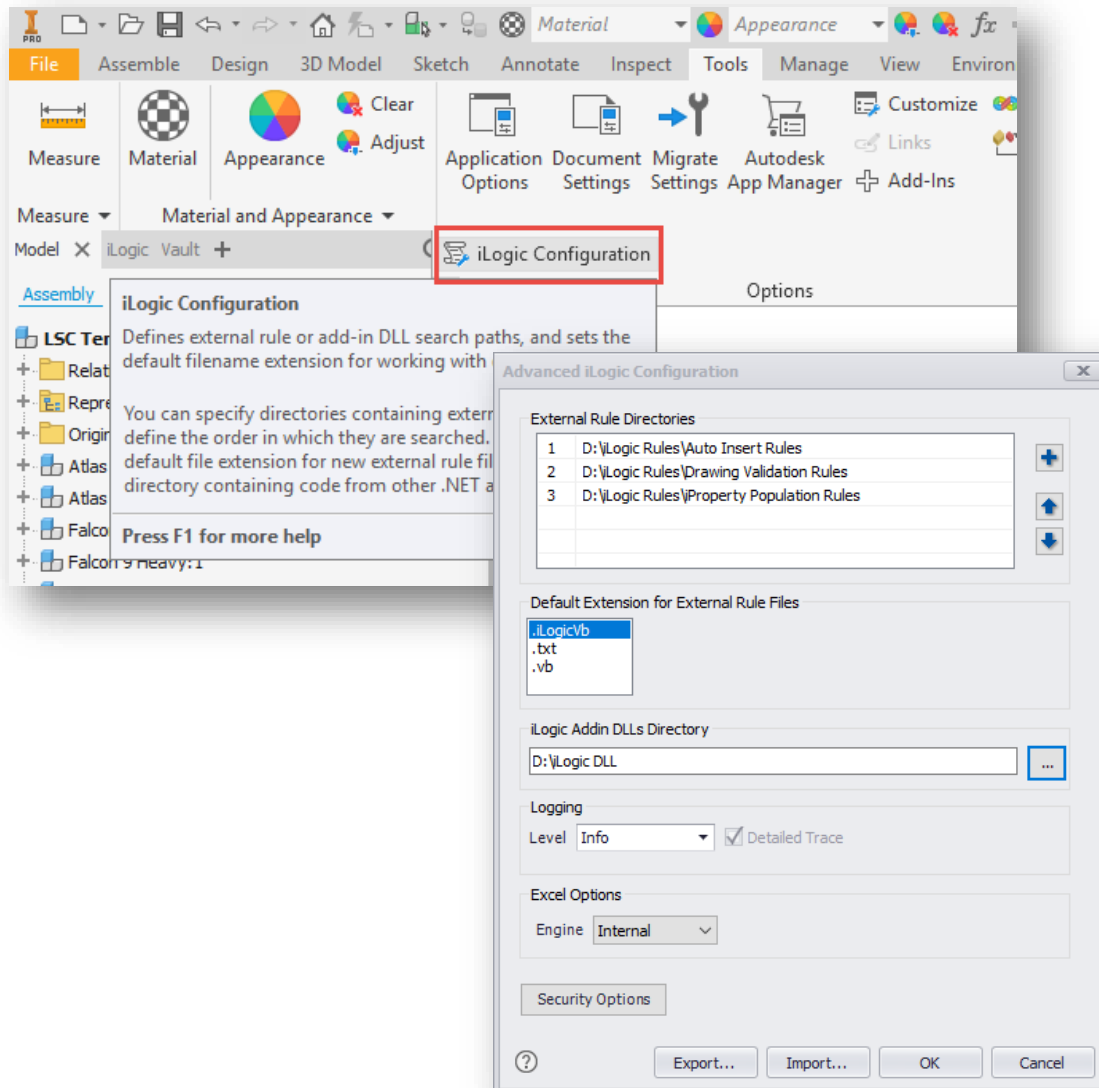 PRO
Material
Appearance
fx
File Assemble Design 3D Model Sketch Annotate Inspect Tools Manage View
Clear
Adjust
Customize
Links
Add-Ins
Measure Material Appearance
Application Options
Document Settings
Migrate Settings
Autodesk App Manager
Measure Material and Appearance
Model iLogic Vault
iLogic Configuration
Assembly
Options
iLogic Configuration
Defines external rule or add-in DLL search paths, and sets the
default filename extension for working with
You can specify directories containing
define the order in which they are searched.
default file extension for new external rule
directory containing code from other .NET
Press F1 for more help
LSC
Atlas
Atlas
Falcon 9 Heavy:1
Advanced iLogic Configuration
External Rule Directories
1 D:\iLogic Rules\Auto Insert Rules
2 D:\iLogic Rules\Drawing Validation Rules
3 D:\iLogic Rules\iProperty Population Rules
Default Extension for External Rule Files
.iLogicVb
.txt
.vb
iLogic Addin DLLs Directory
D:\iLogic DLL
...
Logging
Level Info Detailed Trace
Excel Options
Engine Internal
Security Options
Export... Import... OK Cancel